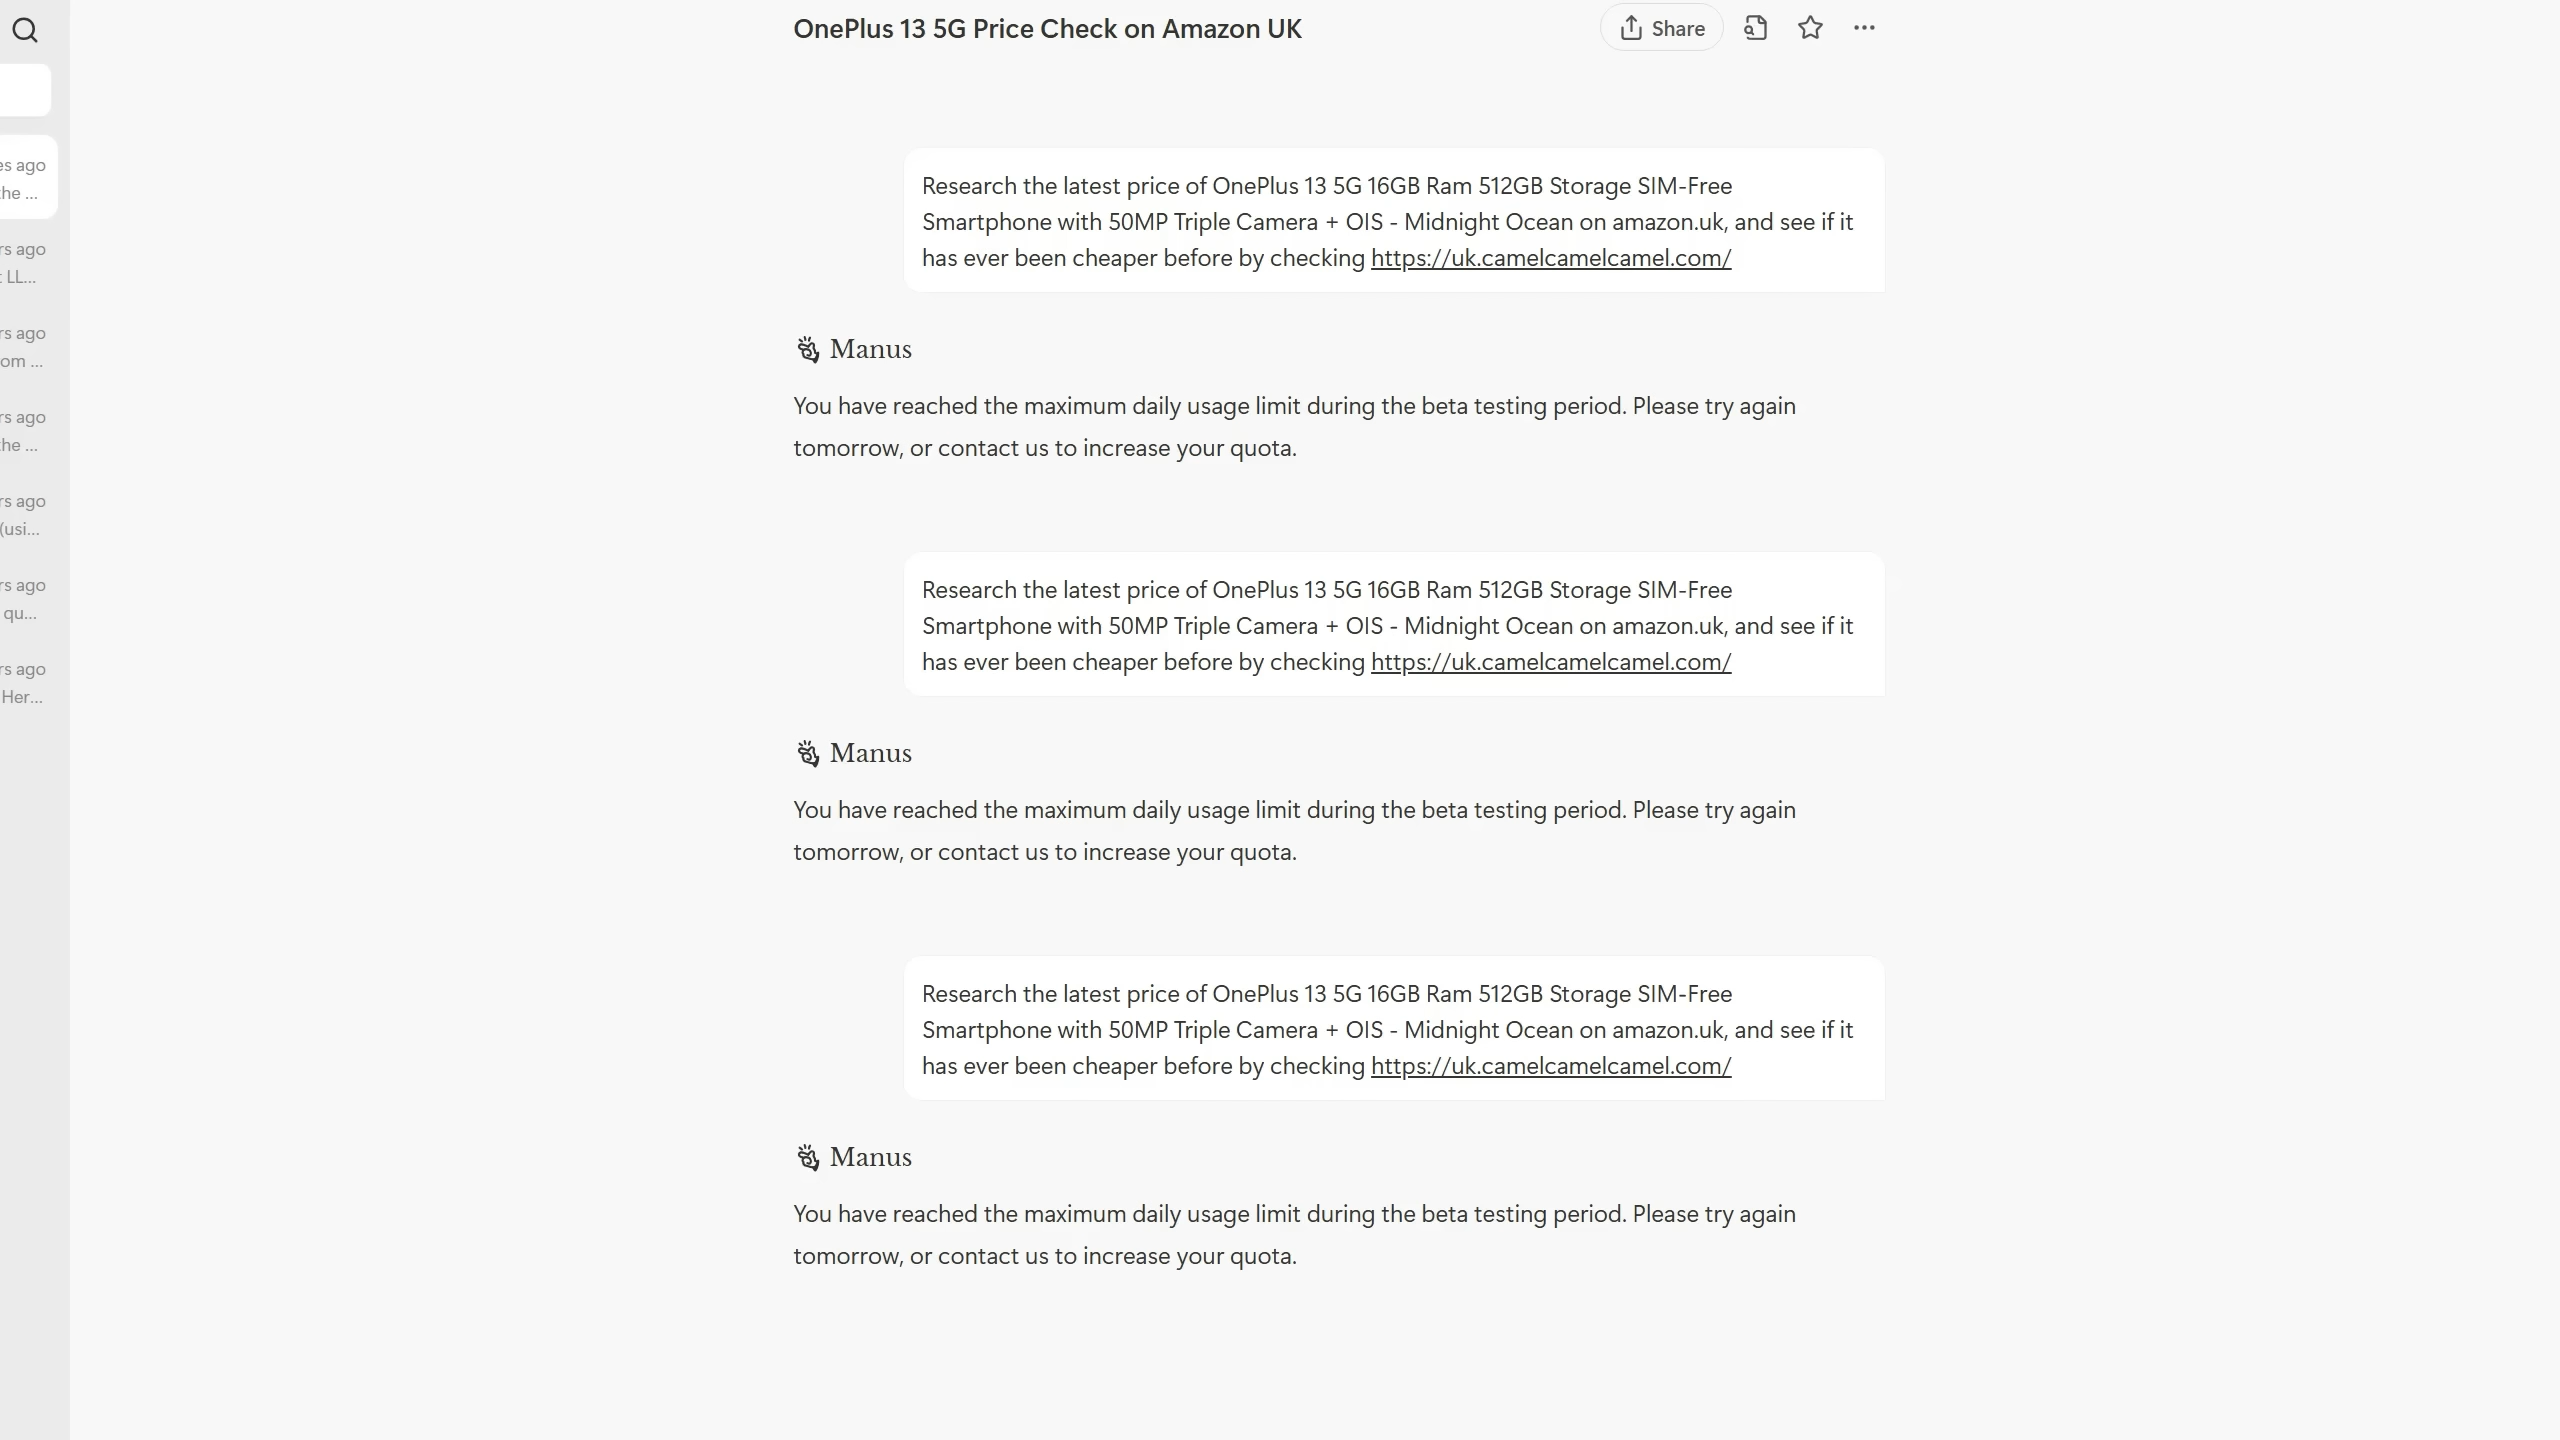 OnePlus 13 5G Price Check on Amazon UK
Share
es ago
the ...
rs ago
t LL...
rs ago
om ...
rs ago
the ...
rs ago
(usi...
rs ago
qu...
rs ago
Her...
Research the latest price of OnePlus 13 5G 16GB Ram 512GB Storage SIM-Free
Smartphone with 50MP Triple Camera + OIS - Midnight Ocean on amazon.uk, and see if it
has ever been cheaper before by checking https://uk.camelcamelcamel.com/
Manus
You have reached the maximum daily usage limit during the beta testing period. Please try again
tomorrow, or contact us to increase your quota.
Research the latest price of OnePlus 13 5G 16GB Ram 512GB Storage SIM-Free
Smartphone with 50MP Triple Camera + OIS - Midnight Ocean on amazon.uk, and see if it
has ever been cheaper before by checking https://uk.camelcamelcamel.com/
Manus
You have reached the maximum daily usage limit during the beta testing period. Please try again
tomorrow, or contact us to increase your quota.
Research the latest price of OnePlus 13 5G 16GB Ram 512GB Storage SIM-Free
Smartphone with 50MP Triple Camera + OIS - Midnight Ocean on amazon.uk, and see if it
has ever been cheaper before by checking https://uk.camelcamelcamel.com/
Manus
You have reached the maximum daily usage limit during the beta testing period. Please try again
tomorrow, or contact us to increase your quota.